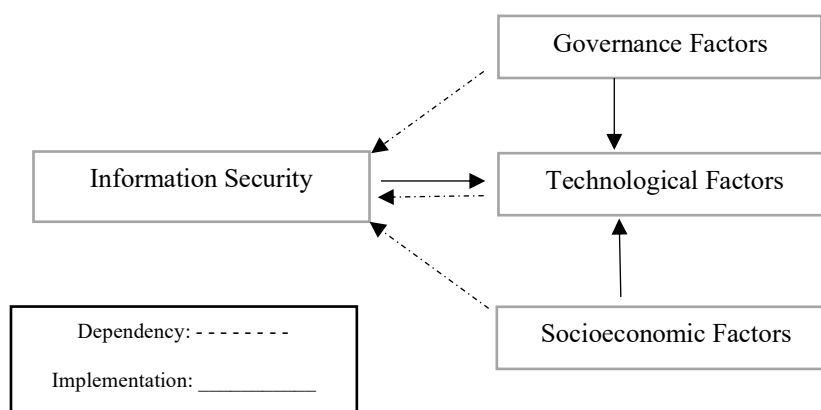 Governance Factors
Information Security
Technological Factors
Socioeconomic Factors
Dependency: - - - - - - - -
Implementation: ___________